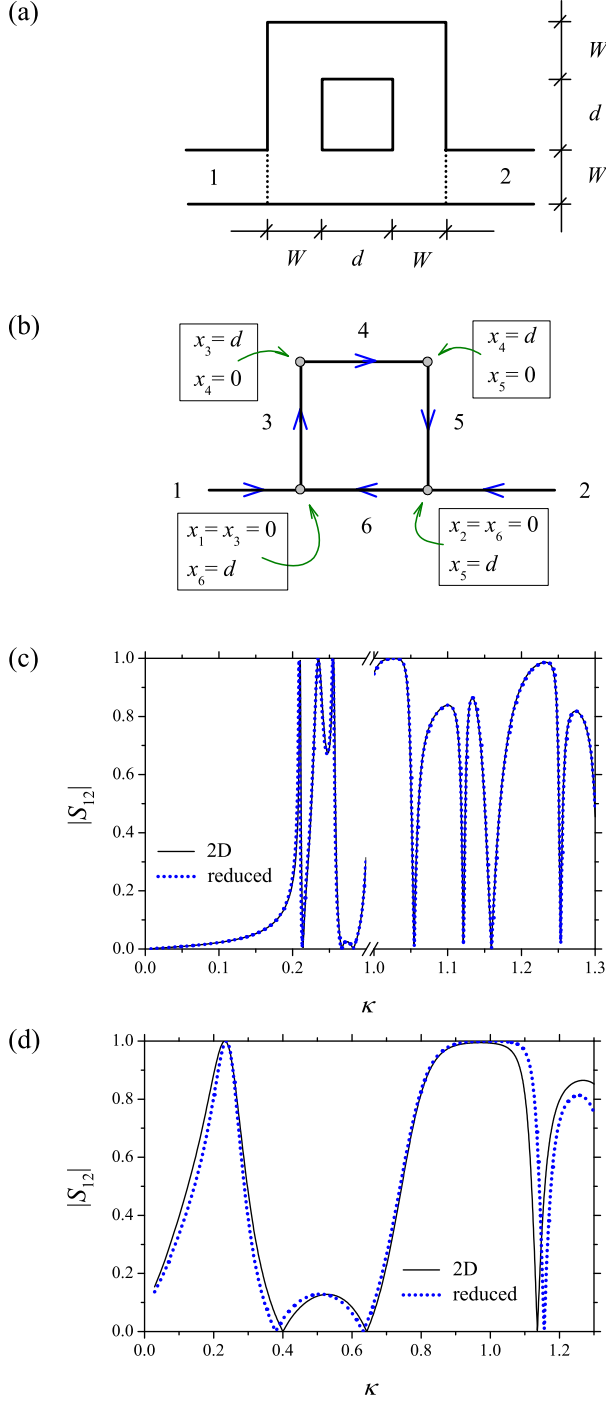 (a)
W
d
1 2
W
W d W
(b)
4
x3= d
x4= 0
x4= d
x5= 0
3 5
1 2
6
x1= x3 = 0
x6= d
x2= x6 = 0
x5= d
(c)
1.0
0.8
0.6
0.4
0.2
0.0
|S12|
2D
reduced
0.0 0.1 0.2 1.0 1.1 1.2 1.3
κ
(d)
1.0
0.8
0.6
0.4
0.2
0.0
|S12|
2D
reduced
0.0 0.2 0.4 0.6 0.8 1.0 1.2
κ